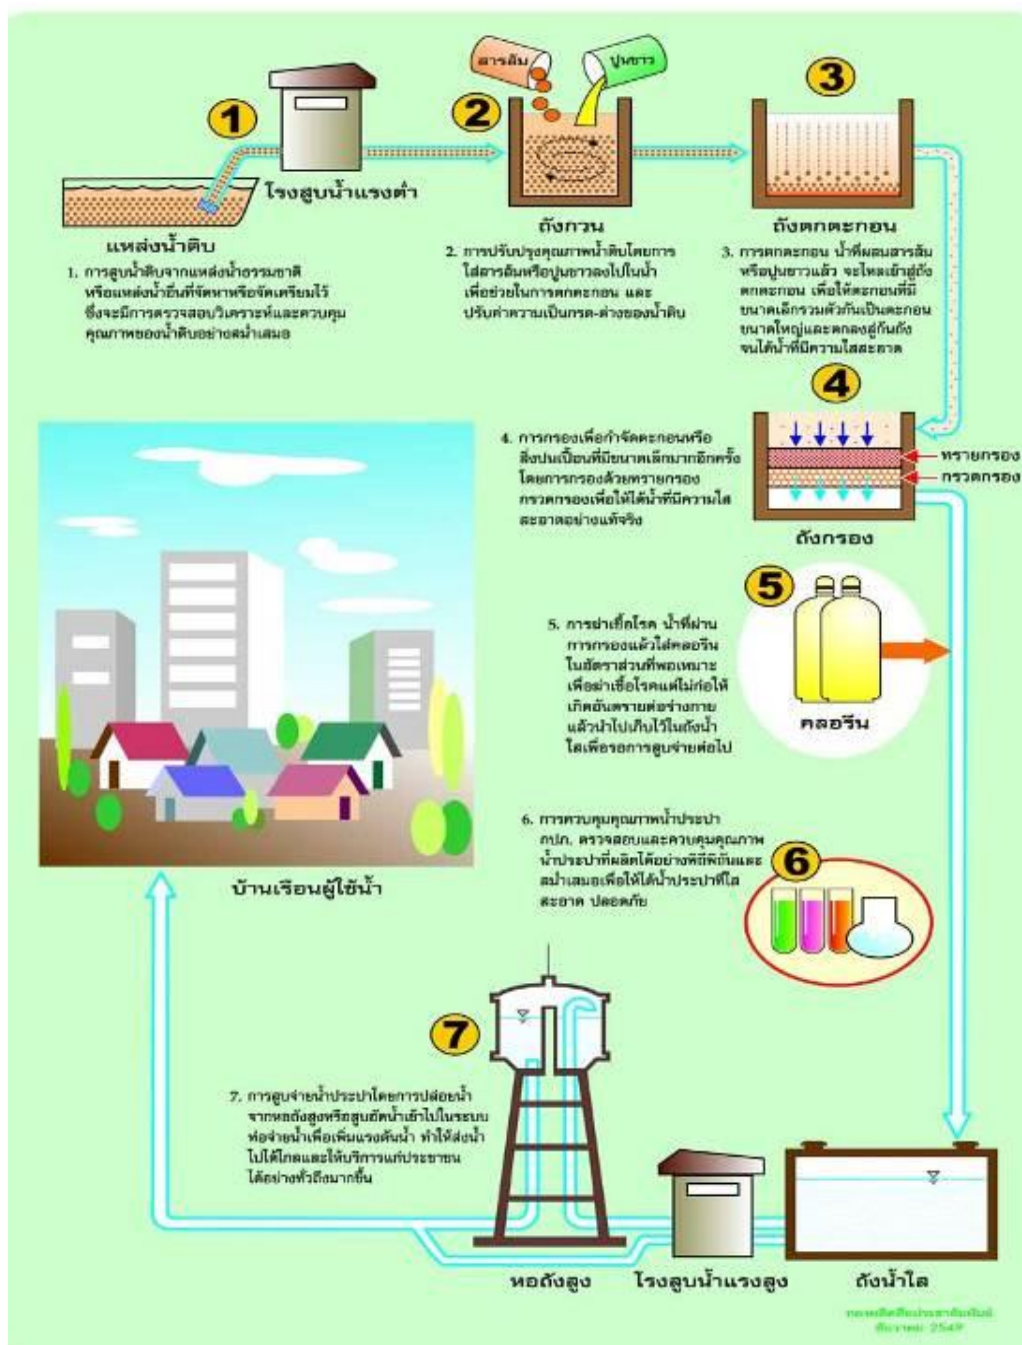 สารส้ม
ปูนขาว
1
2
3
โรงสูบน้ำแรงต่ำ
ถังกวน
ถังตกตะกอน
แหล่งน้ำดิบ
1. การสูบน้ำดิบจากแหล่งน้ำธรรมชาติ
หรือแหล่งน้ำอื่นที่จัดหาหรือจัดเตรียมไว้
ซึ่งจะมีการตรวจสอบวิเคราะห์และควบคุม
คุณภาพของน้ำดิบอย่างสม่ำเสมอ
2. การปรับปรุงคุณภาพน้ำดิบโดยการ
ใส่สารส้มหรือปูนขาวลงไปในน้ำ
เพื่อช่วยในการตกตะกอน และ
ปรับค่าความเป็นกรด-ด่างของน้ำดิบ
3. การตกตะกอน น้ำที่ผสมสารส้ม
หรือปูนขาวแล้ว จะไหลเข้าสู่ถัง
ตกตะกอน เพื่อให้ตะกอนที่มี
ขนาดเล็กรวมตัวกันเป็นตะกอน
ขนาดใหญ่และตกลงสู่ก้นถัง
จนได้น้ำที่มีความใสสะอาด
4
4. การกรองเพื่อกำจัดตะกอนหรือ
สิ่งปนเปื้อนที่มีขนาดเล็กมากอีกครั้ง
โดยการกรองด้วยทรายกรอง
กรวดกรองเพื่อให้ได้น้ำที่มีความใส
สะอาดอย่างแท้จริง
ทรายกรอง
กรวดกรอง
ถังกรอง
5
5. การฆ่าเชื้อโรค น้ำที่ผ่าน
การกรองแล้วใส่คลอรีน
ในอัตราส่วนที่พอเหมาะ
เพื่อฆ่าเชื้อโรคแต่ไม่ก่อให้
เกิดอันตรายต่อร่างกาย
แล้วนำไปเก็บไว้ในถังน้ำ
ใสเพื่อรอการสูบจ่ายต่อไป
คลอรีน
6. การควบคุมคุณภาพน้ำประปา
กปภ. ตรวจสอบและควบคุมคุณภาพ
น้ำประปาที่ผลิตได้อย่างพิถีพิถันและ
สม่ำเสมอเพื่อให้ได้น้ำประปาที่ใส
สะอาด ปลอดภัย
6
บ้านเรือนผู้ใช้น้ำ
7
7. การสูบจ่ายน้ำประปาโดยการปล่อยน้ำ
จากหอถังสูงหรือสูบอัดน้ำเข้าไปในระบบ
ท่อจ่ายน้ำเพื่อเพิ่มแรงดันน้ำ ทำให้ส่งน้ำ
ไปได้ไกลและให้บริการแก่ประชาชน
ได้อย่างทั่วถึงมากขึ้น
หอถังสูง
โรงสูบน้ำแรงสูง
ถังน้ำใส
กองผลิตสื่อประชาสัมพันธ์
ธันวาคม 2549